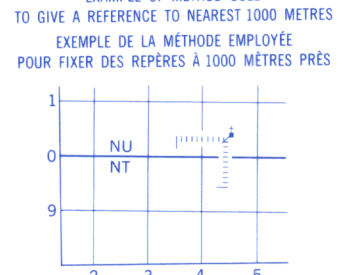 TO GIVE A REFERENCE TO NEAREST 1000 METRES
EXEMPLE DE LA MÉTHODE EMPLOYÉE
POUR FIXER DES REPÈRES À 1000 MÈTRES PRÈS
1
NU
0
NT
9
2 3 4 5